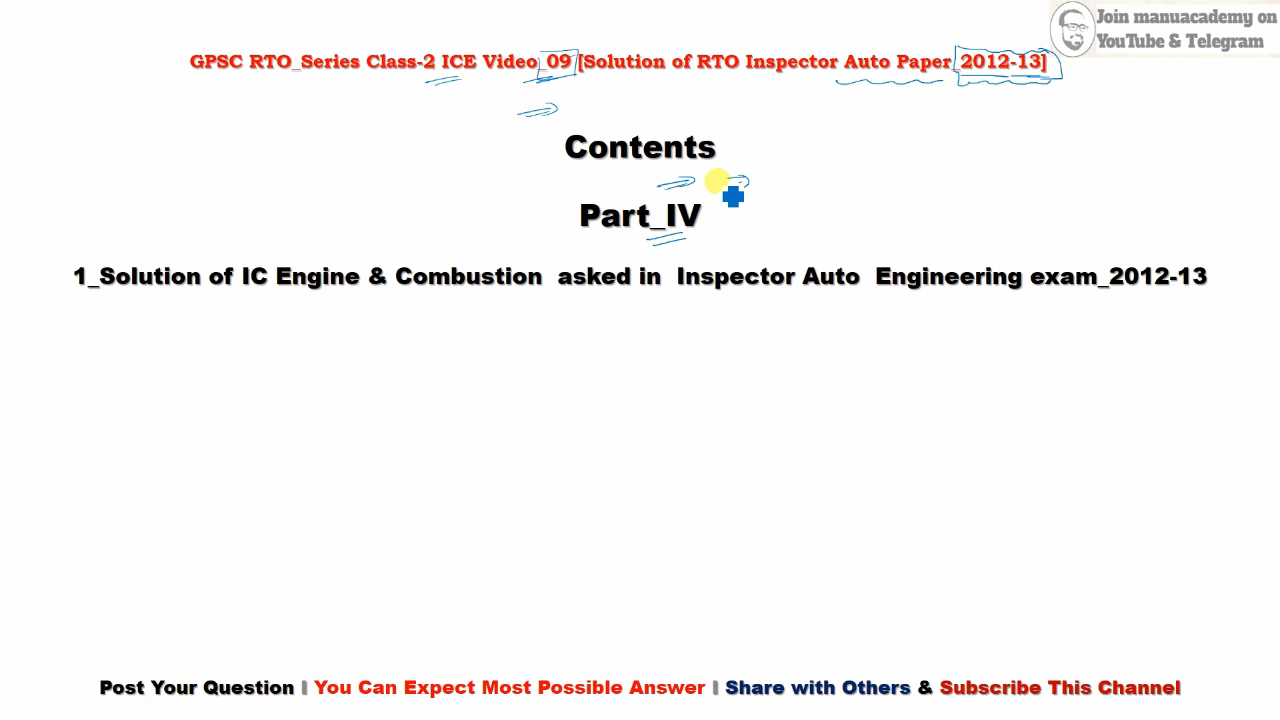 Join manuacademy on
YouTube & Telegram
GPSC RTO_Series Class-2 ICE Video_09 [Solution of RTO Inspector Auto Paper_2012-13]
Contents
Part_IV
1_Solution of IC Engine & Combustion asked in Inspector Auto Engineering exam_2012-13
Post Your Question | You Can Expect Most Possible Answer | Share with Others & Subscribe This Channel